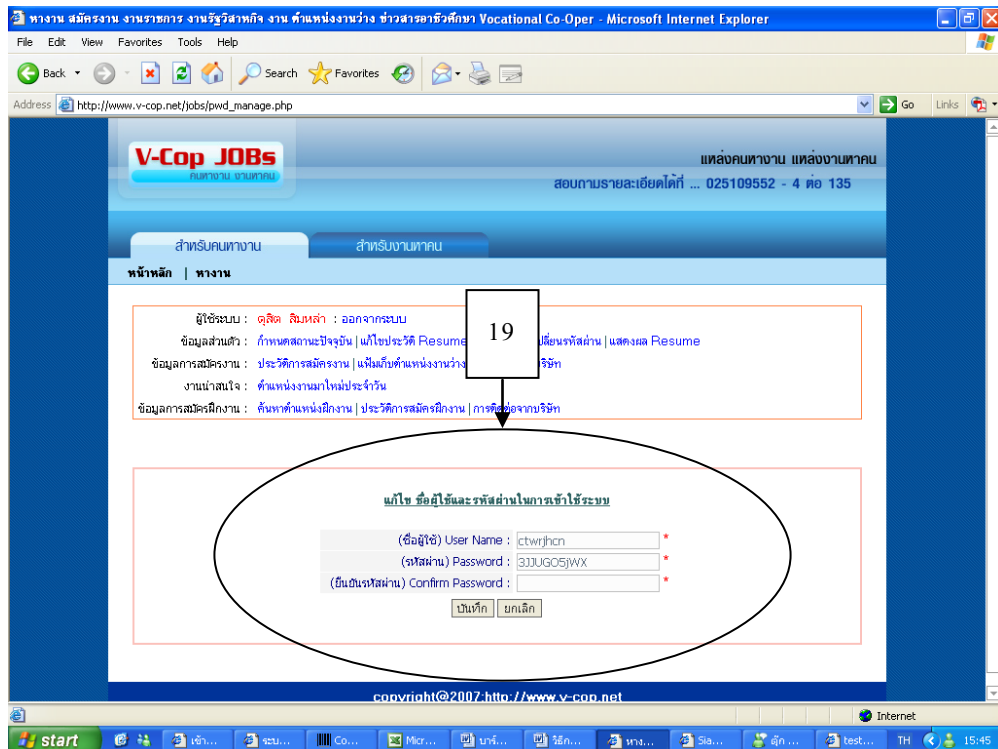 หางาน สมัครงาน งานราชการ งานรัฐวิสาหกิจ งาน ตำแหน่งงานว่าง ข่าวสารอาชีวศึกษา Vocational Co-Oper - Microsoft Internet Explorer
File Edit View Favorites Tools Help
Back Search Favorites
Address http://www.v-cop.net/jobs/pwd_manage.php Go Links
V-Cop JOBs
คนหางาน งานหาคน
แหล่งคนหางาน แหล่งงานหาคน
สอบถามรายละเอียดได้ที่ ... 025109552 - 4 ต่อ 135
สำหรับคนหางาน สำหรับงานหาคน
หน้าหลัก | หางาน
19
ผู้ใช้ระบบ : ดุสิต สิมหล่า : ออกจากระบบ
ข้อมูลส่วนตัว : กำหนดสถานะปัจจุบัน | แก้ไขประวัติ Resume ปลี่ยนรหัสผ่าน | แสดงผล Resume
ข้อมูลการสมัครงาน : ประวัติการสมัครงาน | แฟ้มเก็บตำแหน่งงานว่าง ริษัท
งานน่าสนใจ : ตำแหน่งงานมาใหม่ประจำวัน
ข้อมูลการสมัครฝึกงาน : ค้นหาตำแหน่งฝึกงาน | ประวัติการสมัครฝึกงาน | การติดต่อจากบริษัท
แก้ไข ชื่อผู้ใช้และรหัสผ่านในการเข้าใช้ระบบ
(ชื่อผู้ใช้) User Name : ctwrjhcn *
(รหัสผ่าน) Password : 3JJUGO5jWX *
(ยืนยันรหัสผ่าน) Confirm Password : *
บันทึก ยกเลิก
copyright@2007:http://www.v-cop.net
Internet
start เข้า... ระบ... Co... Micr... บาร์... วิธีก... หาง... Sia... ตุ๊ก ... test... TH 15:45